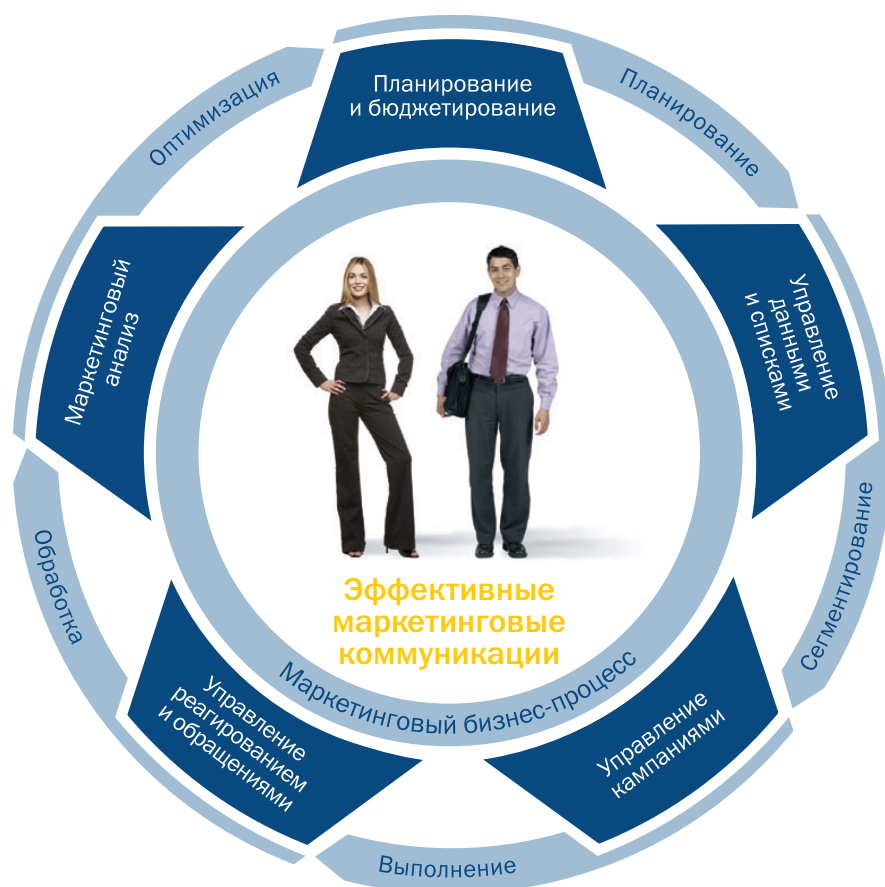 Планирование
и бюджетирование
Планирование
Управление
данными
и списками
Сегментирование
Управление
кампаниями
Выполнение
Управление
реагированием
и обращениями
Обработка
Маркетинговый
анализ
Оптимизация
Эффективные
маркетинговые
коммуникации
Маркетинговый бизнес-процесс